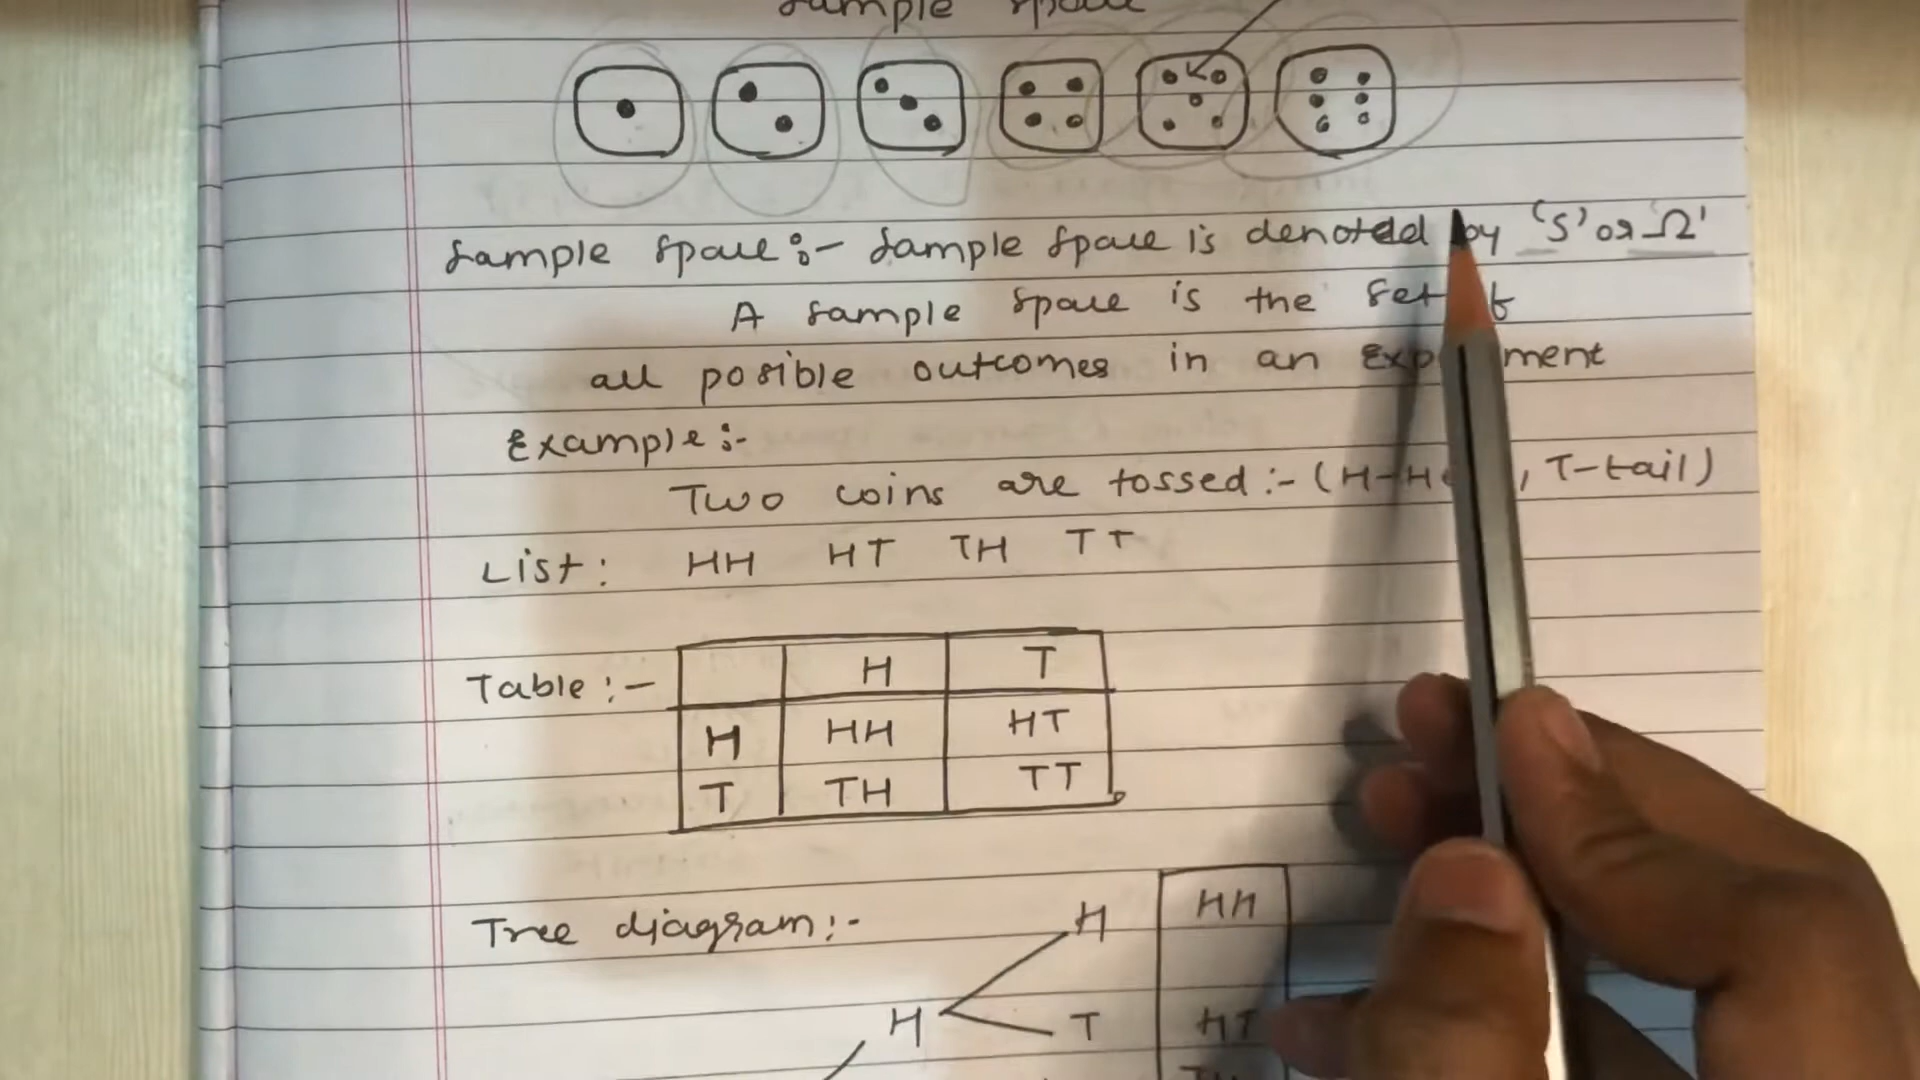 Sample space
Sample space :- Sample space is denoted by 'S' or 'Ω'
A sample space is the set
all posible outcomes in an
Example :-
Two coins are tossed :- (H- , T-tail)
List : HH HT TH TT
Table :- H T
H HH HT
T TH TT
Tree diagram :-
H HH
H T HT